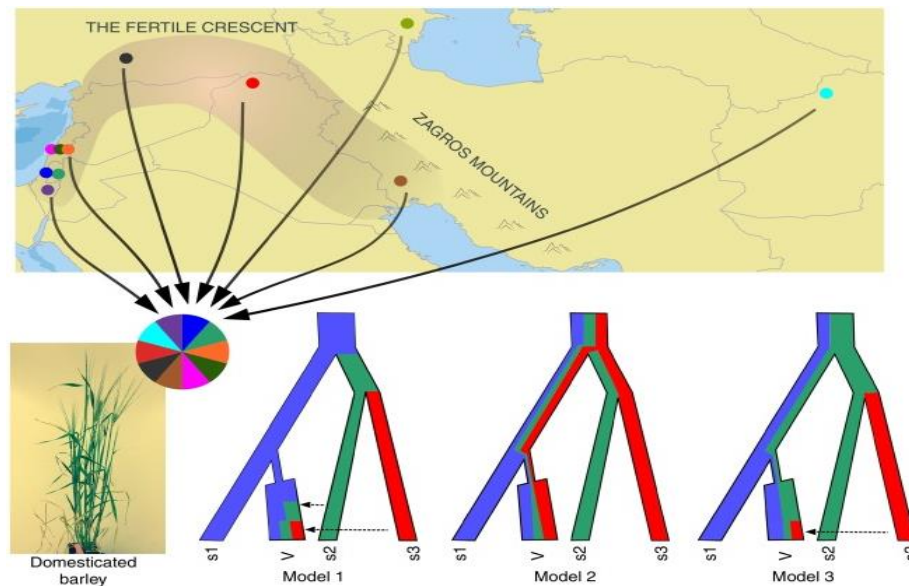 THE FERTILE CRESCENT
ZAGROS MOUNTAINS
Domesticated
barley
s1
V
s2
s3
Model 1
s1
V
s2
s3
Model 2
s1
V
s2
Model 3